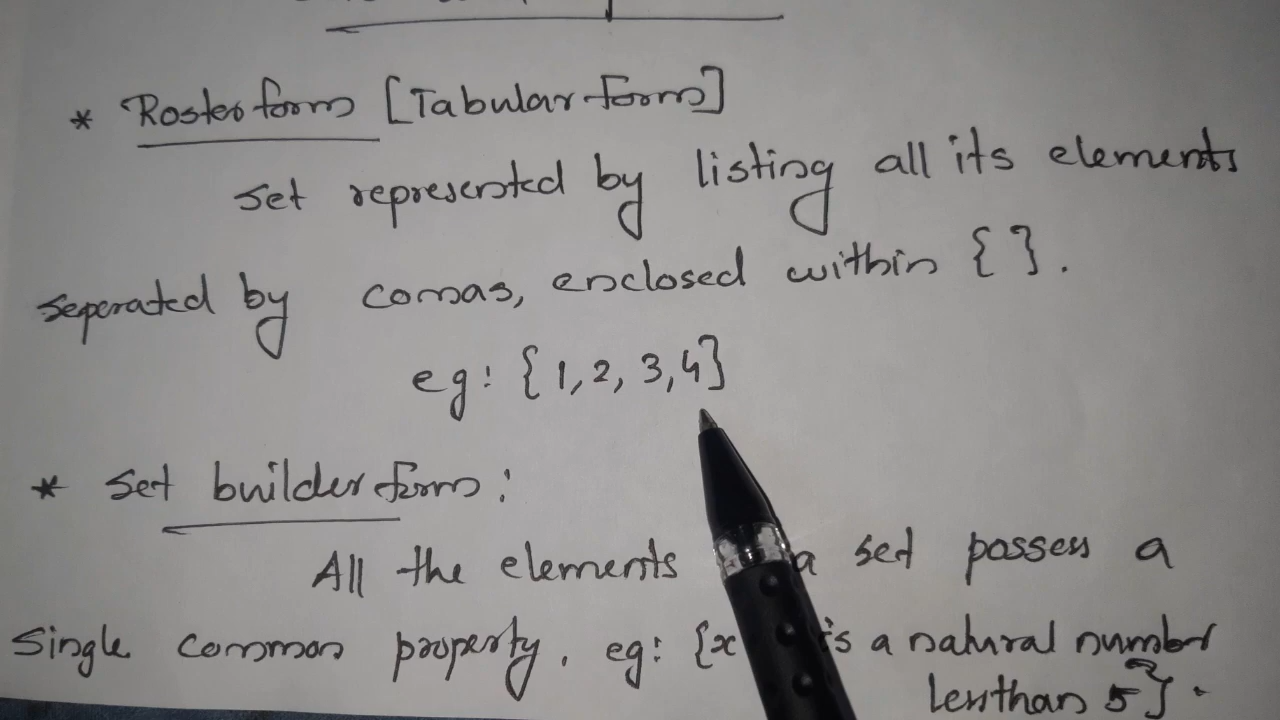 * Roster form [Tabular form]
set represented by listing all its elements
seperated by comas, enclosed within { }.
eg: {1, 2, 3, 4}
* Set builder form:
All the elements a set possess a
Single common property. eg: {x is a natural number
less than 5}.